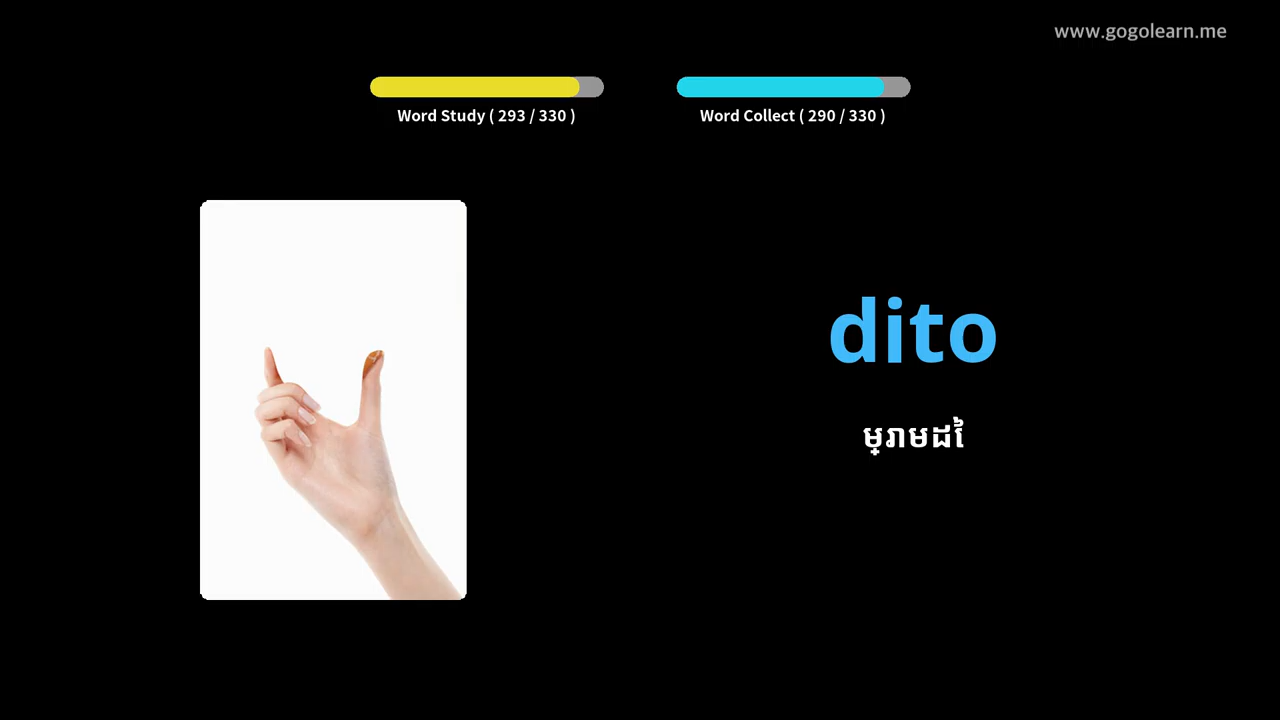 www.gogolearn.me
Word Study ( 293 / 330 )
Word Collect ( 290 / 330 )
dito
ម្រាមដៃ